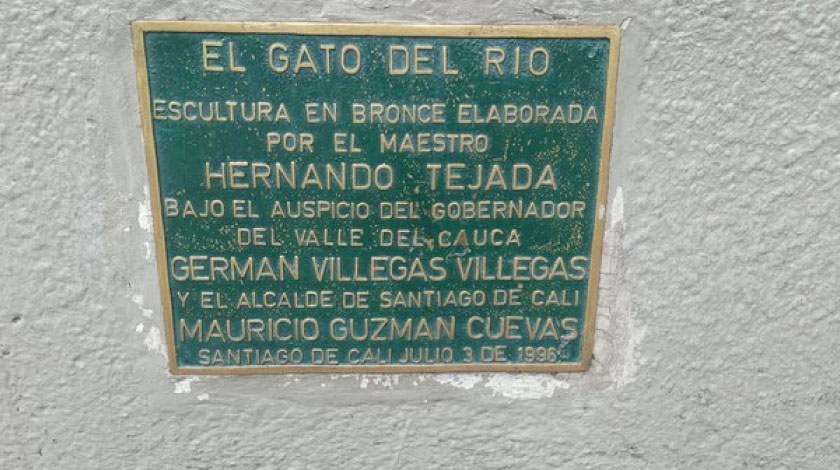 EL GATO DEL RIO
ESCULTURA EN BRONCE ELABORADA
POR EL MAESTRO
HERNANDO TEJADA
BAJO EL AUSPICIO DEL GOBERNADOR
DEL VALLE DEL CAUCA
GERMAN VILLEGAS VILLEGAS
Y EL ALCALDE DE SANTIAGO DE CALI
MAURICIO GUZMAN CUEVAS
SANTIAGO DE CALI JULIO 3 DE 1996